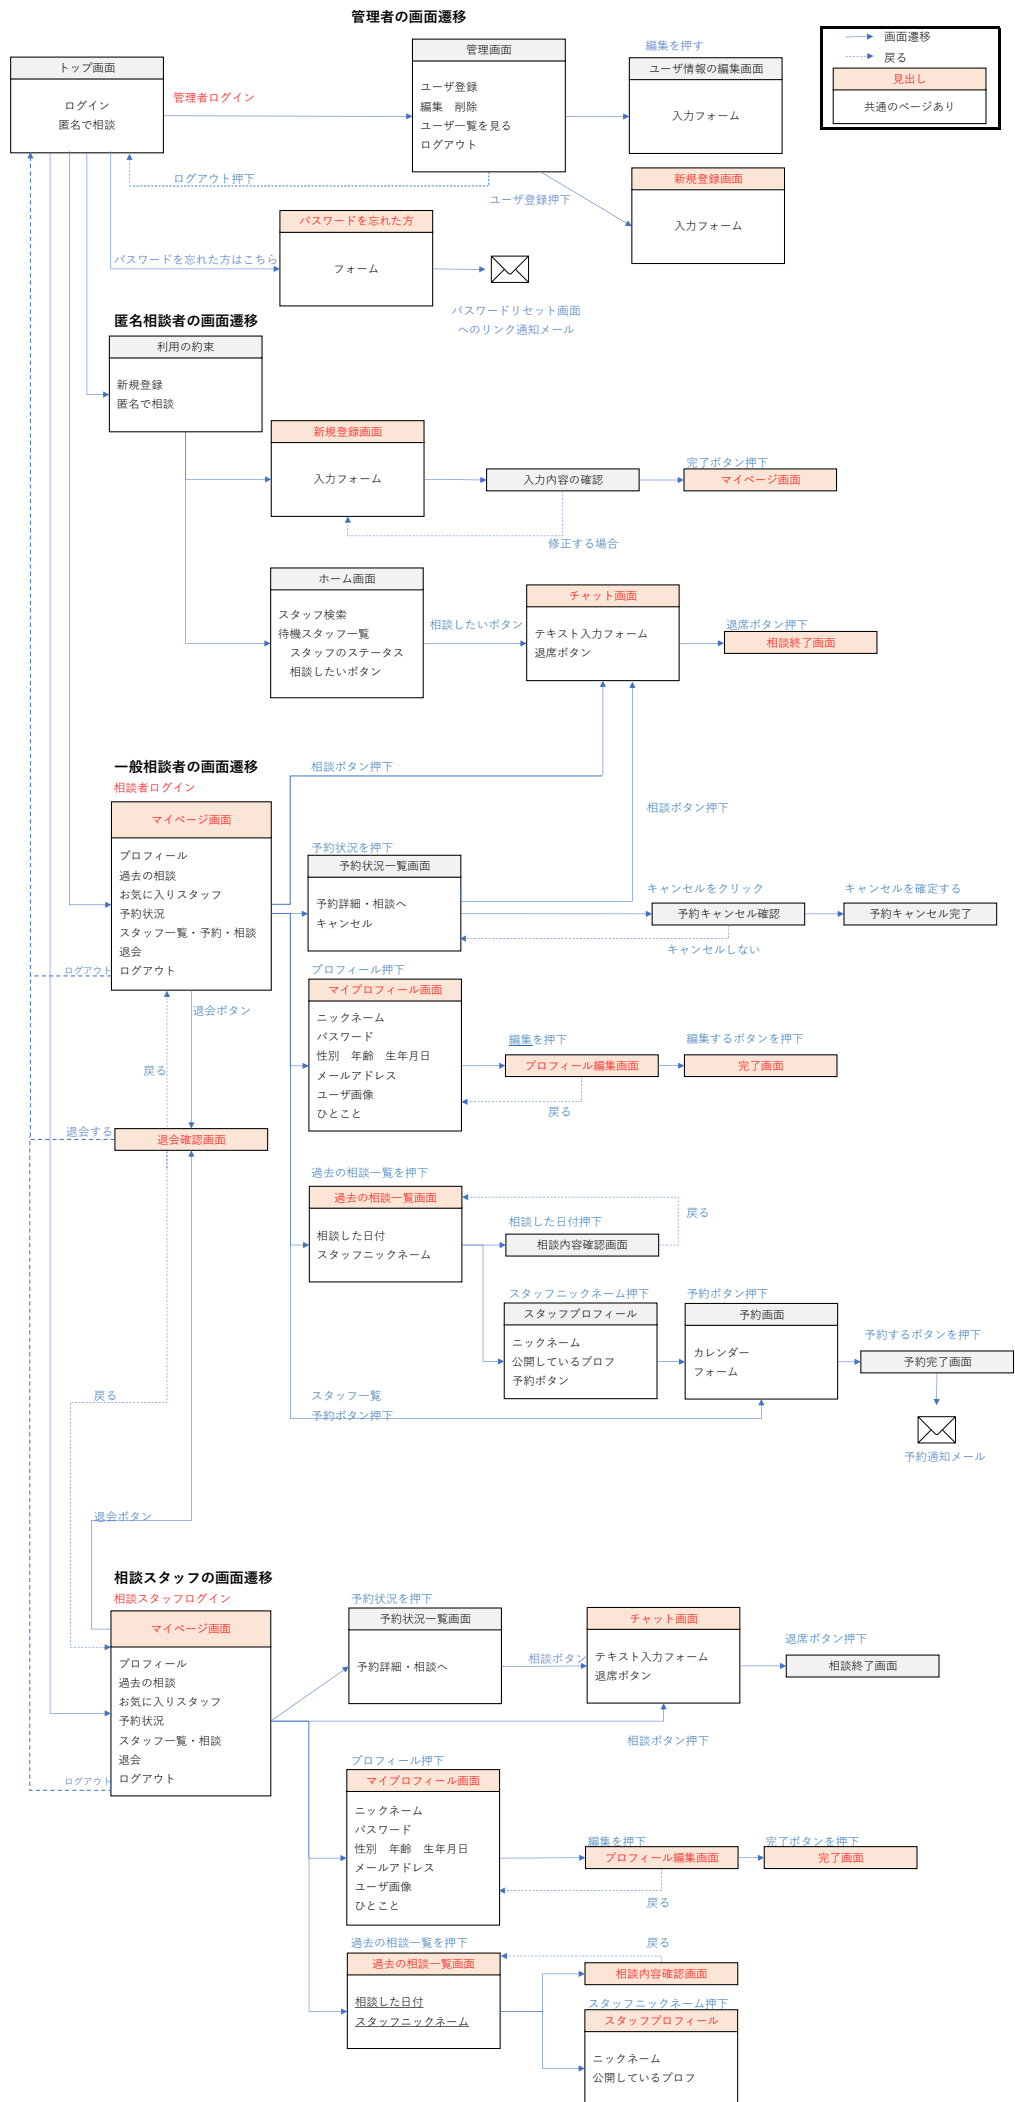 管理者の画面遷移
画面遷移
戻る
見出し
共通のページあり
トップ画面
ログイン
匿名で相談
管理者ログイン
管理画面
ユーザ登録
編集　削除
ユーザ一覧を見る
ログアウト
編集を押す
ユーザ情報の編集画面
入力フォーム
ログアウト押下
ユーザ登録押下
新規登録画面
入力フォーム
パスワードを忘れた方はこちら
パスワードを忘れた方
フォーム
パスワードリセット画面
へのリンク通知メール
匿名相談者の画面遷移
利用の約束
新規登録
匿名で相談
新規登録画面
入力フォーム
入力内容の確認
完了ボタン押下
マイページ画面
修正する場合
ホーム画面
スタッフ検索
待機スタッフ一覧
スタッフのステータス
相談したいボタン
相談したいボタン
チャット画面
テキスト入力フォーム
退席ボタン
退席ボタン押下
相談終了画面
一般相談者の画面遷移
相談者ログイン
マイページ画面
プロフィール
過去の相談
お気に入りスタッフ
予約状況
スタッフ一覧・予約・相談
退会
ログアウト
ログアウト
相談ボタン押下
相談ボタン押下
予約状況を押下
予約状況一覧画面
予約詳細・相談へ
キャンセル
キャンセルをクリック
予約キャンセル確認
キャンセルを確定する
予約キャンセル完了
キャンセルしない
プロフィール押下
マイプロフィール画面
ニックネーム
パスワード
性別　年齢　生年月日
メールアドレス
ユーザ画像
ひとこと
編集を押下
プロフィール編集画面
編集するボタンを押下
完了画面
戻る
退会ボタン
戻る
退会する
退会確認画面
過去の相談一覧を押下
過去の相談一覧画面
相談した日付
スタッフニックネーム
戻る
相談した日付押下
相談内容確認画面
スタッフニックネーム押下
スタッフプロフィール
ニックネーム
公開しているプロフ
予約ボタン
予約ボタン押下
予約画面
カレンダー
フォーム
予約するボタンを押下
予約完了画面
予約通知メール
スタッフ一覧
予約ボタン押下
戻る
退会ボタン
相談スタッフの画面遷移
相談スタッフログイン
マイページ画面
プロフィール
過去の相談
お気に入りスタッフ
予約状況
スタッフ一覧・相談
退会
ログアウト
ログアウト
予約状況を押下
予約状況一覧画面
予約詳細・相談へ
相談ボタン
チャット画面
テキスト入力フォーム
退席ボタン
退席ボタン押下
相談終了画面
相談ボタン押下
プロフィール押下
マイプロフィール画面
ニックネーム
パスワード
性別　年齢　生年月日
メールアドレス
ユーザ画像
ひとこと
編集を押下
プロフィール編集画面
完了ボタンを押下
完了画面
戻る
過去の相談一覧を押下
過去の相談一覧画面
相談した日付
スタッフニックネーム
戻る
相談内容確認画面
スタッフニックネーム押下
スタッフプロフィール
ニックネーム
公開しているプロフ